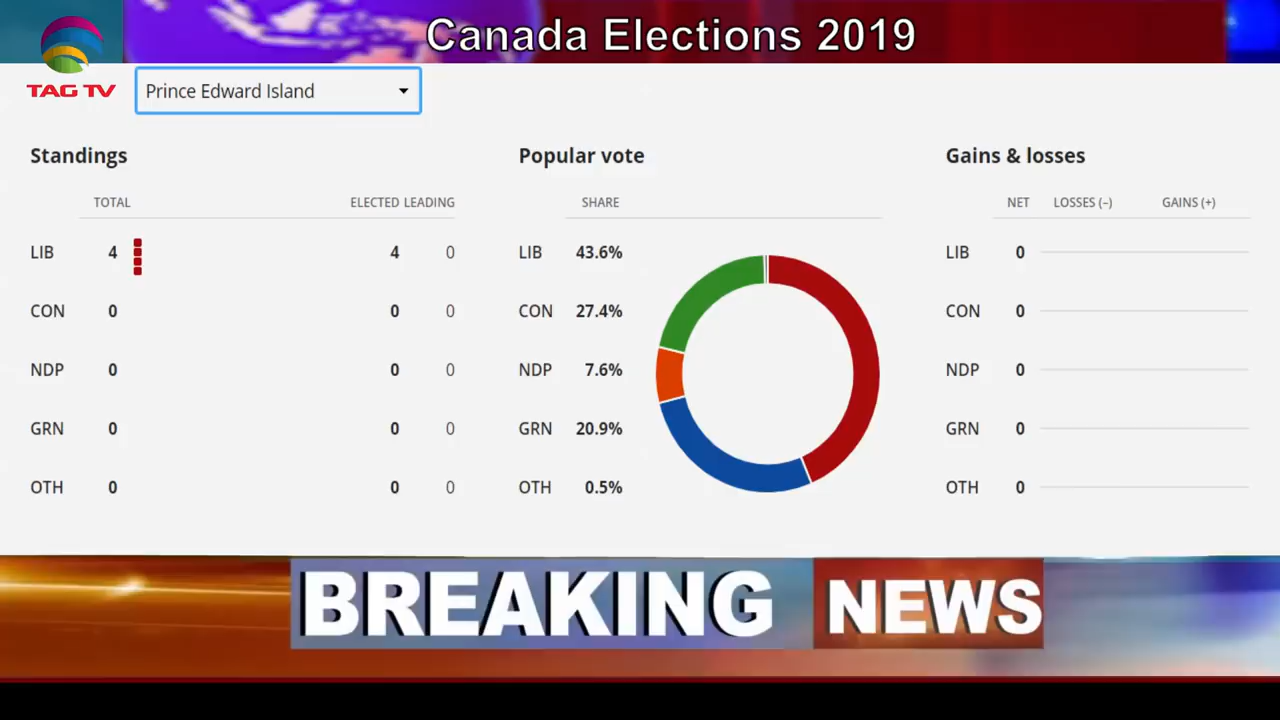 Canada Elections 2019
TAG TV
Prince Edward Island
Standings
TOTAL ELECTED LEADING
LIB 4 4 0
CON 0 0 0
NDP 0 0 0
GRN 0 0 0
OTH 0 0 0
Popular vote
SHARE
LIB 43.6%
CON 27.4%
NDP 7.6%
GRN 20.9%
OTH 0.5%
Gains & losses
NET LOSSES (–) GAINS (+)
LIB 0
CON 0
NDP 0
GRN 0
OTH 0
BREAKING NEWS